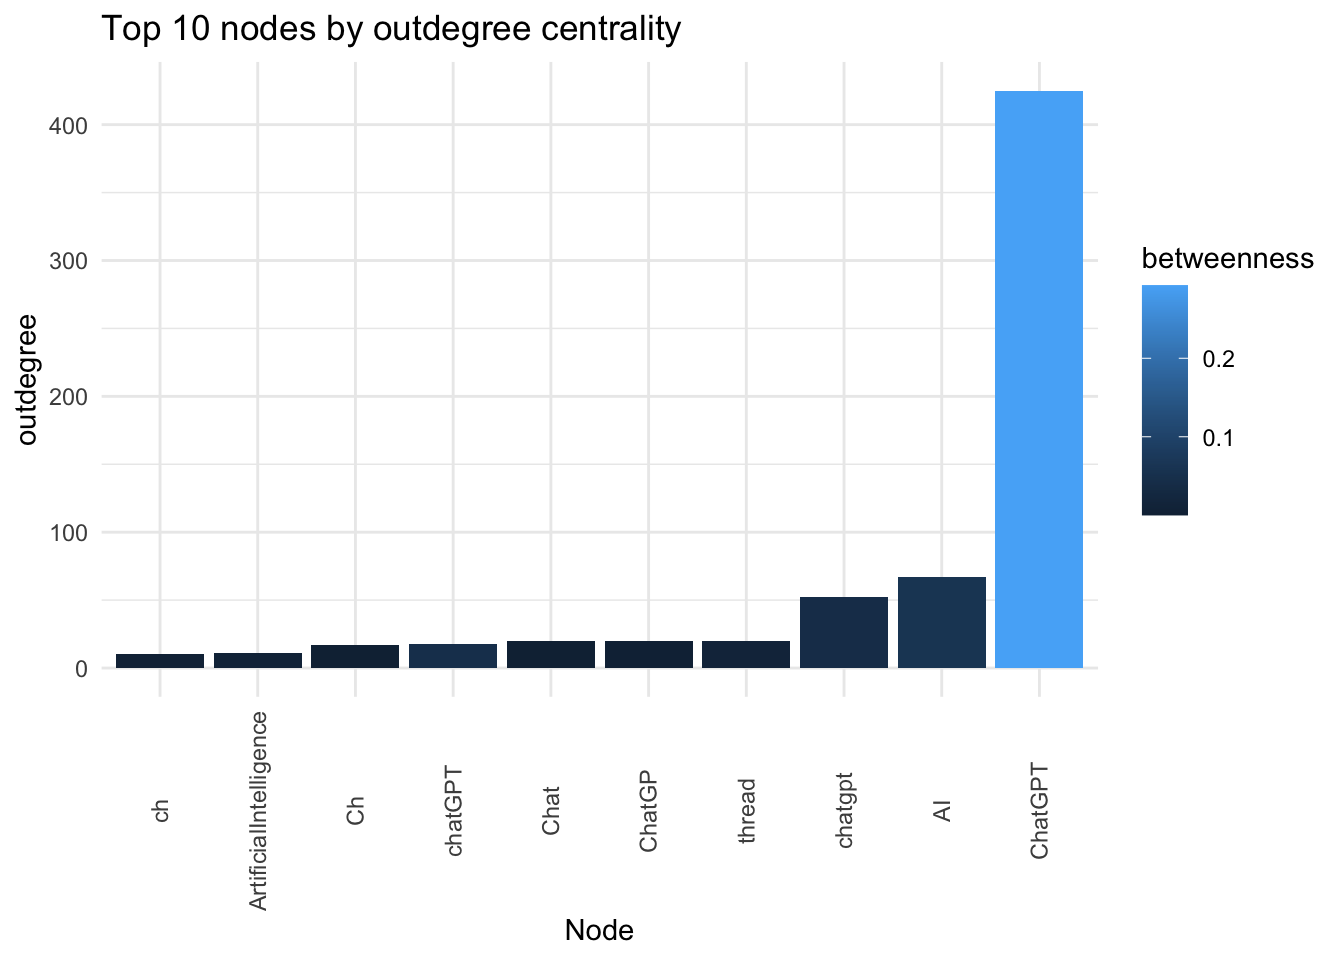 Top 10 nodes by outdegree centrality
outdegree
400
300
200
100
0
ch
ArtificialIntelligence
Ch
chatGPT
Chat
ChatGP
thread
chatgpt
AI
ChatGPT
Node
betweenness
0.2
0.1